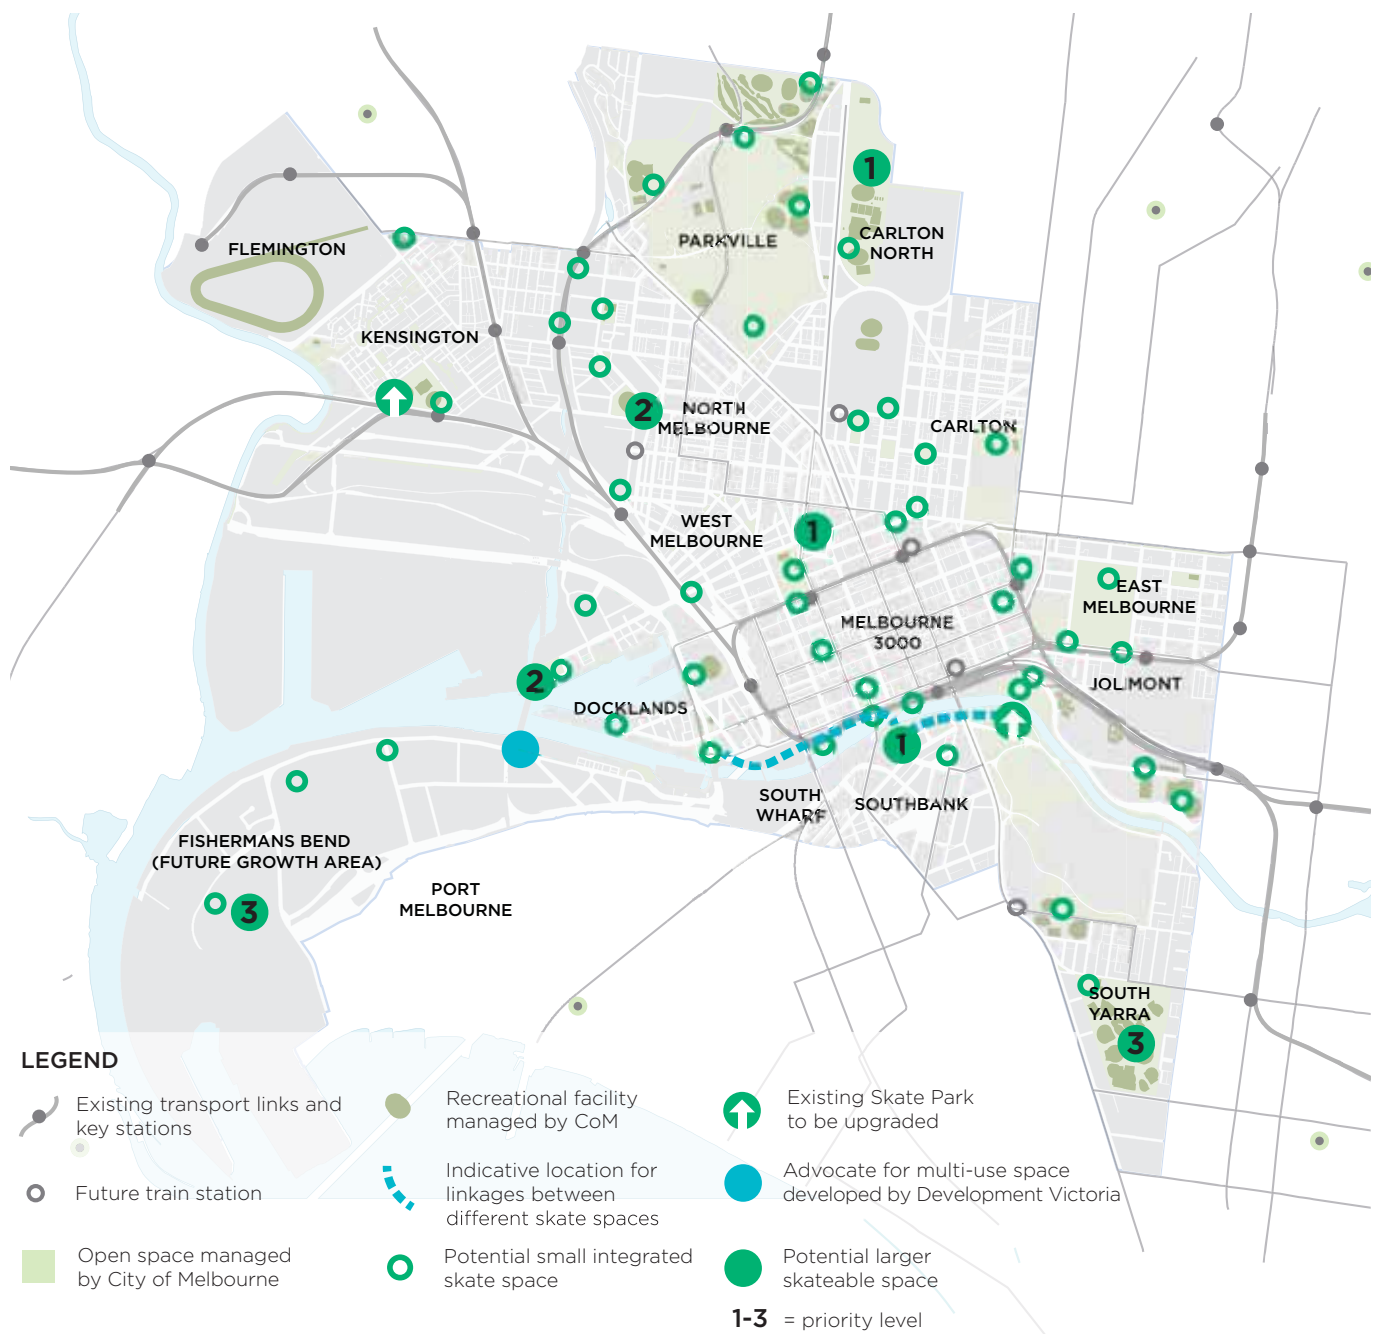 1
FLEMINGTON
PARKVILLE
CARLTON
NORTH
KENSINGTON
2
NORTH
MELBOURNE
CARLTON
WEST
MELBOURNE
1
EAST
MELBOURNE
MELBOURNE
3000
2
DOCKLANDS
JOLIMONT
1
SOUTH
WHARF
SOUTHBANK
FISHERMANS BEND
(FUTURE GROWTH AREA)
3
PORT
MELBOURNE
SOUTH
YARRA
3
LEGEND
Existing transport links and
key stations
Future train station
Open space managed
by City of Melbourne
Recreational facility
managed by CoM
Indicative location for
linkages between
different skate spaces
Potential small integrated
skate space
Existing Skate Park
to be upgraded
Advocate for multi-use space
developed by Development Victoria
Potential larger
skateable space
1-3 = priority level